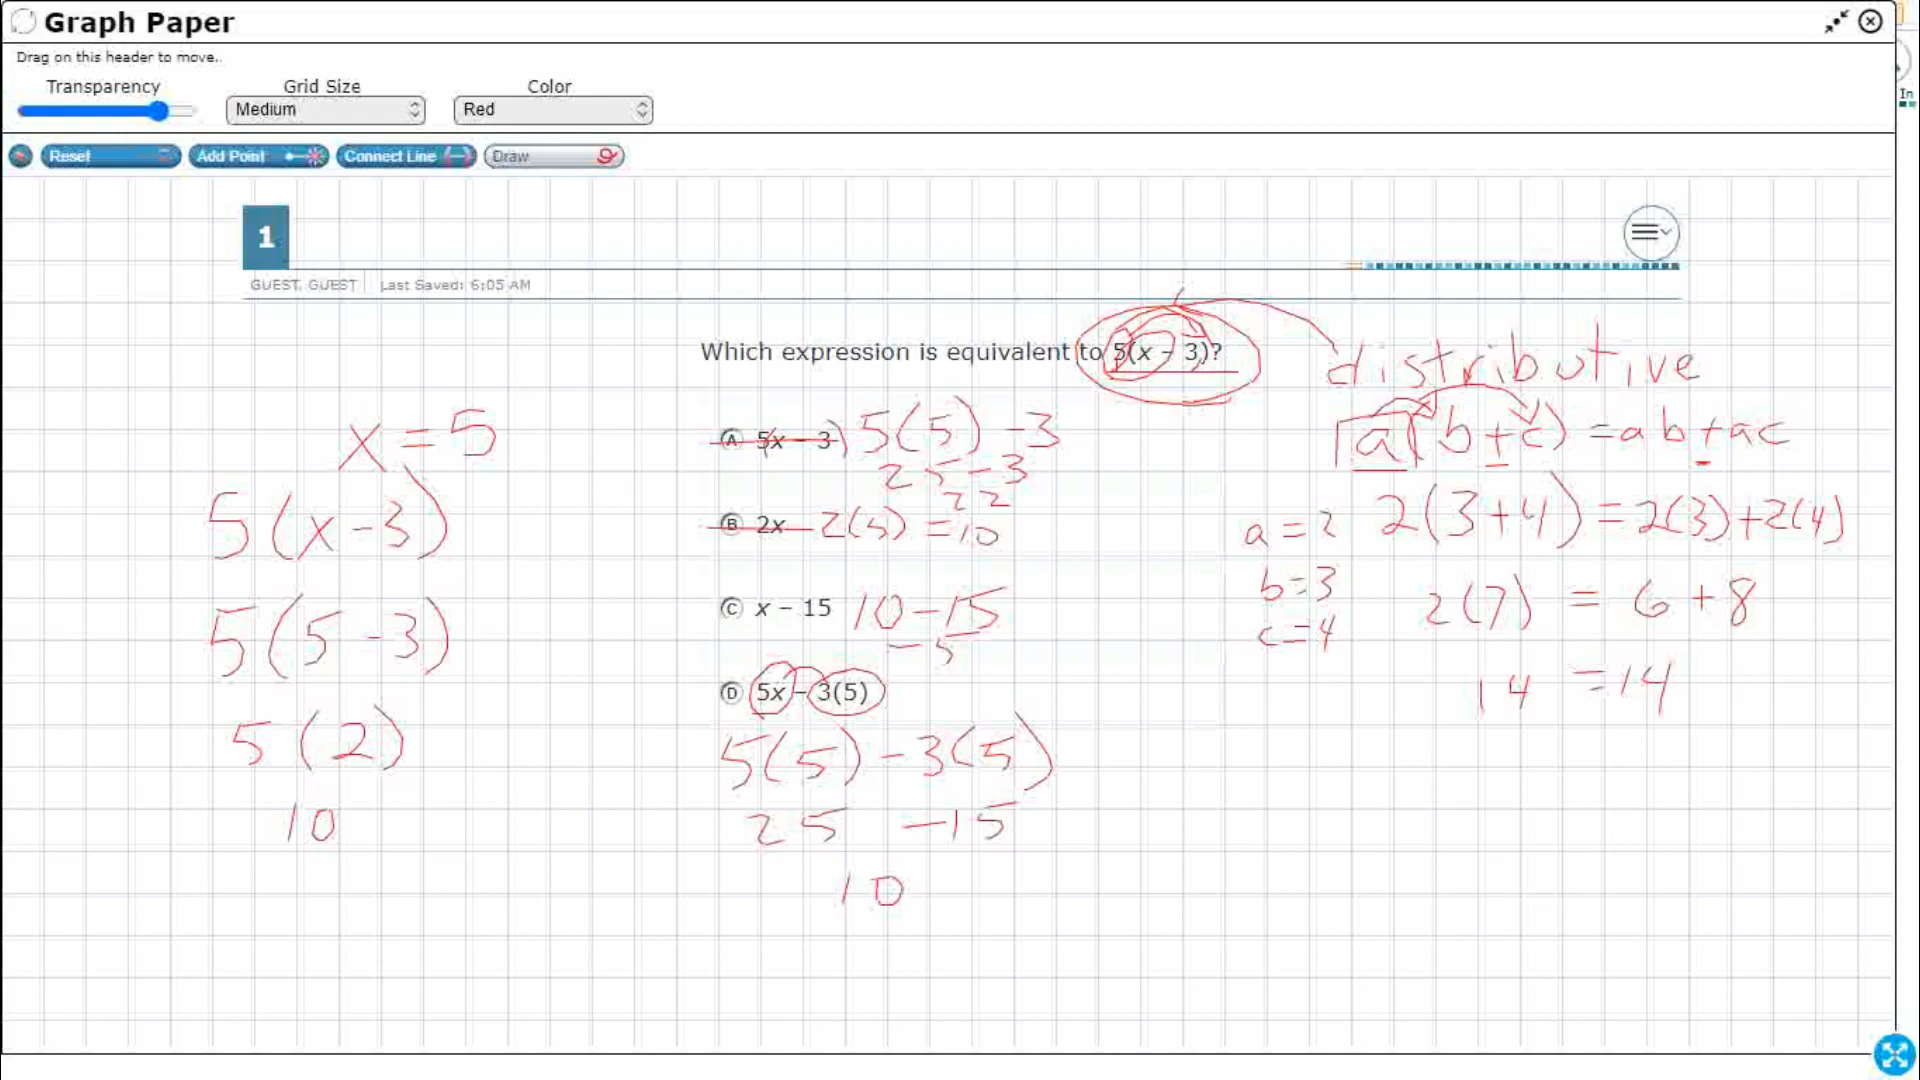 Graph Paper
Drag on this header to move..
Transparency
Grid Size
Color
Medium
Red
Reset
Add Point
Connect Line
Draw
In
1
GUEST, GUEST
Last Saved: 6:05 AM
Which expression is equivalent to 5(x – 3)?
distributive
a(b+c) = ab+ac
2(3+4) = 2(3)+2(4)
a = 2
b = 3
c = 4
2(7) = 6 + 8
14 = 14
x = 5
5(x-3)
5(5-3)
5(2)
10
A 5x – 3 5(5) -3
25 -3
22
B 2x 2(5) = 10
C x – 15 10-15
-5
D 5x – 3(5)
5(5) - 3(5)
25 -15
10